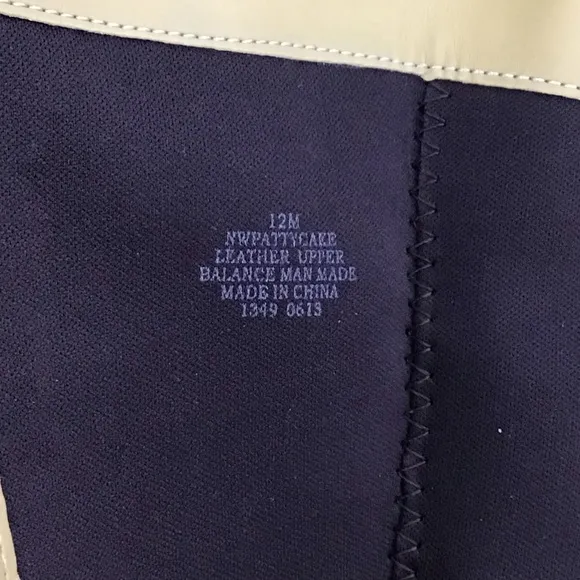 12M
NWPATTYCAKE
LEATHER UPPER
BALANCE MAN MADE
MADE IN CHINA
1349 0613